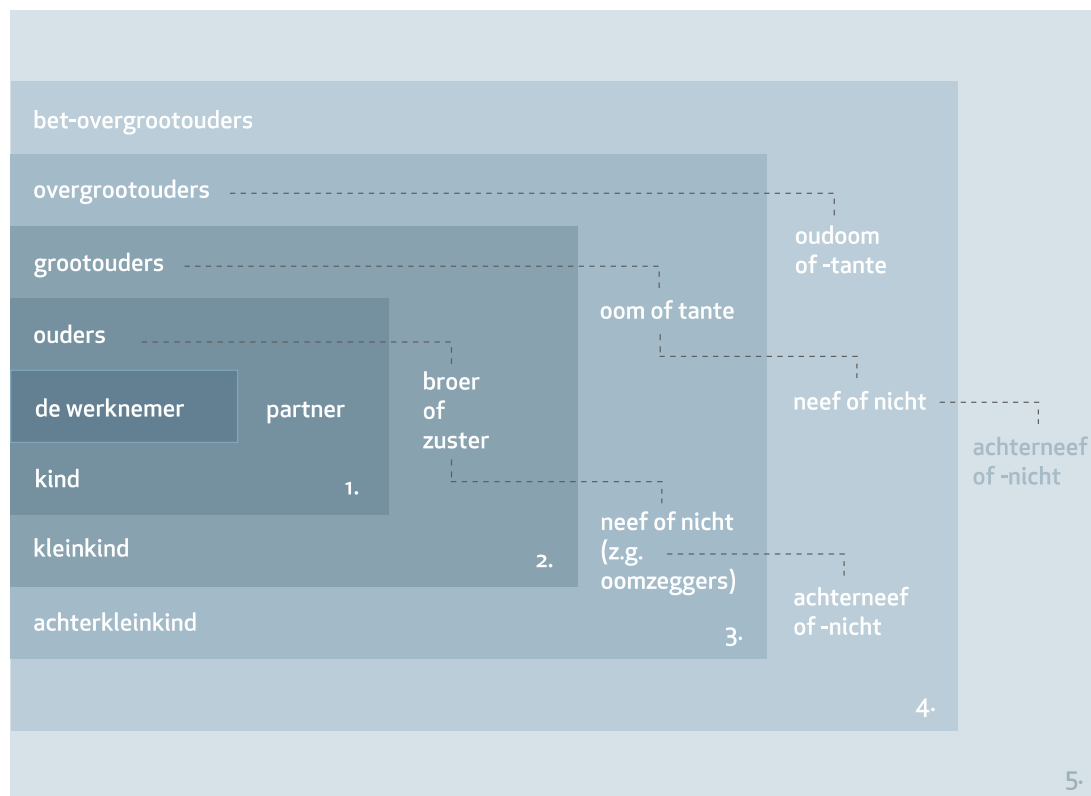 bet-overgrootouders
overgrootouders
oudoom
of -tante
grootouders
oom of tante
ouders
broer
of
zuster
de werknemer
partner
neef of nicht
achterneef
of -nicht
kind
1.
neef of nicht
(z.g.
oomzeggers)
kleinkind
2.
achterneef
of -nicht
achterkleinkind
3.
4.
5.